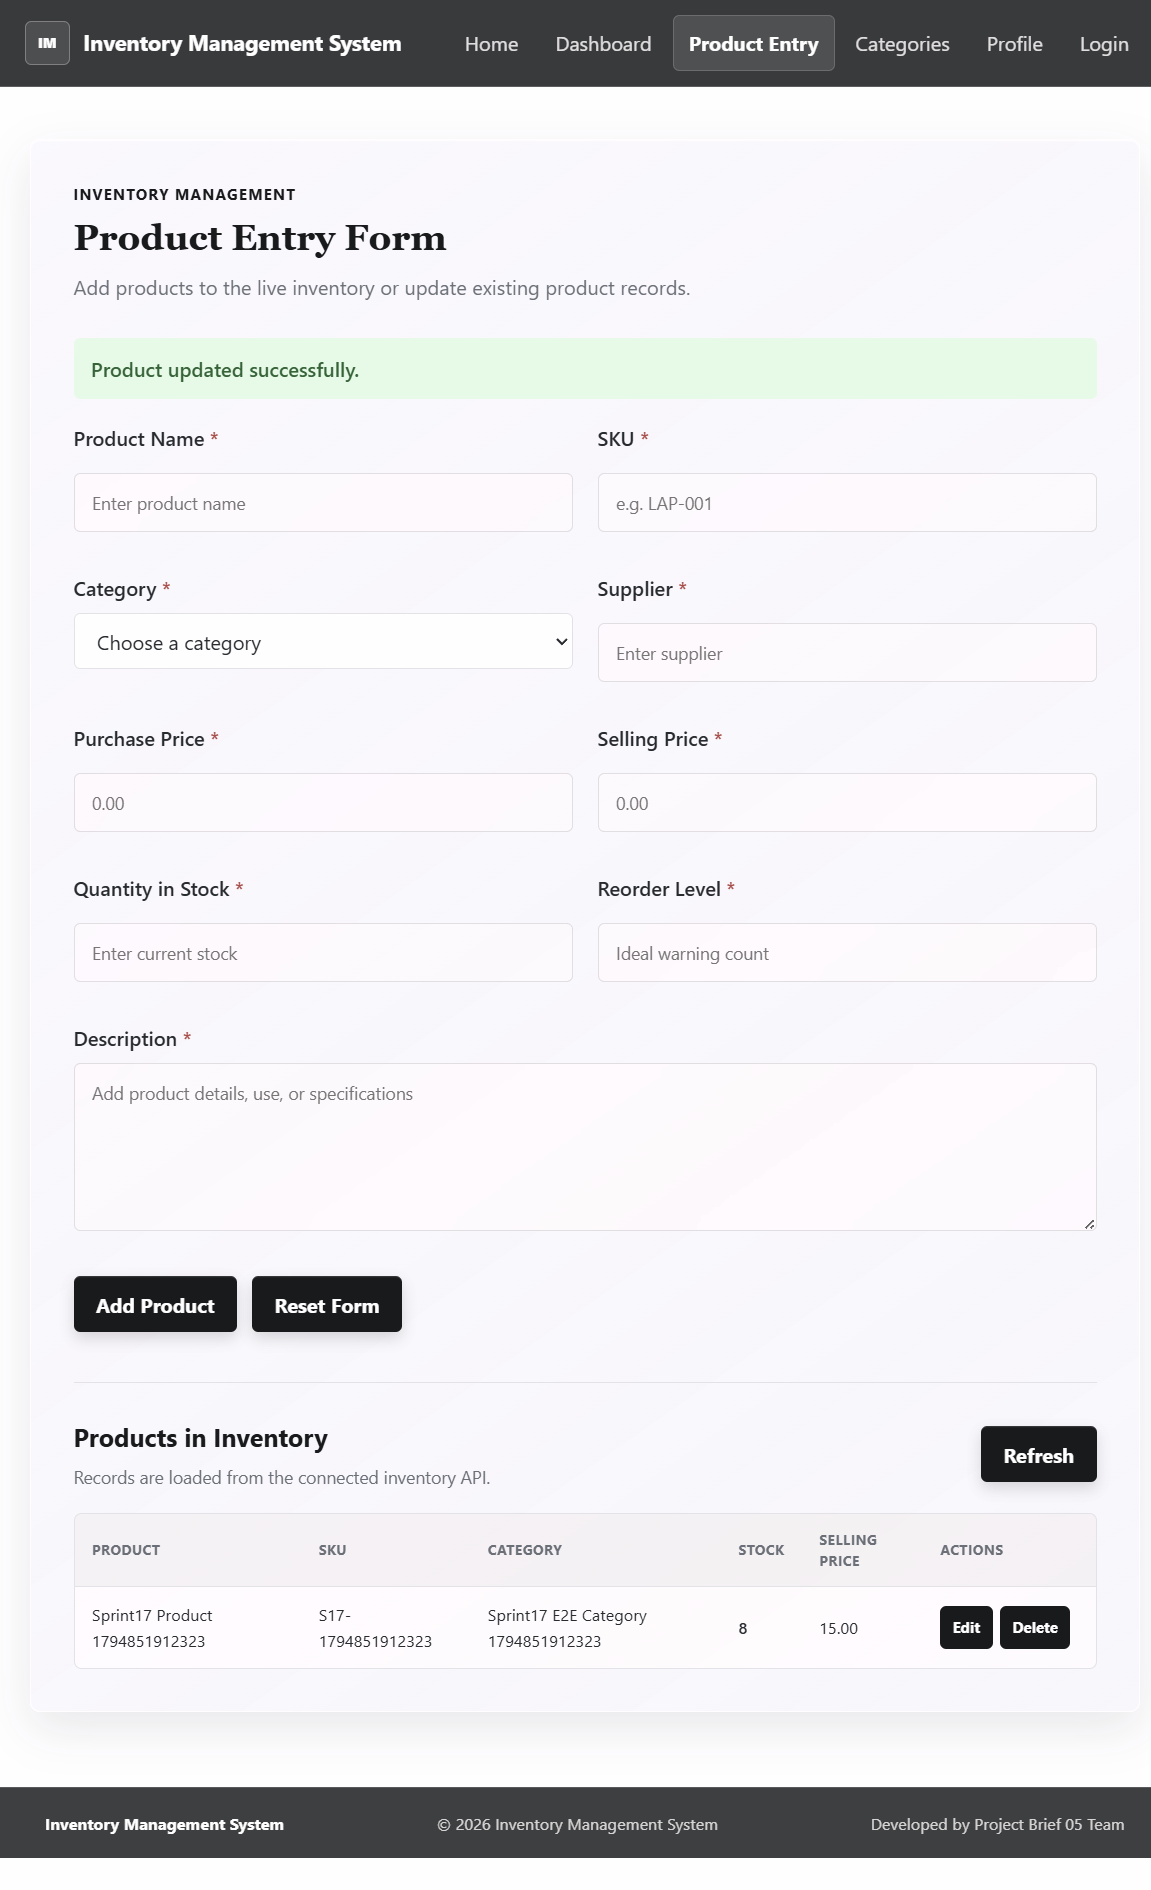 IM
Inventory Management System
Home
Dashboard
Product Entry
Categories
Profile
Login
INVENTORY MANAGEMENT
Product Entry Form
Add products to the live inventory or update existing product records.
Product updated successfully.
Product Name *
SKU *
Enter product name
e.g. LAP-001
Category *
Supplier *
Choose a category
Enter supplier
Purchase Price *
Selling Price *
0.00
0.00
Quantity in Stock *
Reorder Level *
Enter current stock
Ideal warning count
Description *
Add product details, use, or specifications
Add Product
Reset Form
Products in Inventory
Records are loaded from the connected inventory API.
Refresh
PRODUCT
SKU
CATEGORY
STOCK
SELLING
PRICE
ACTIONS
Sprint17 Product
1794851912323
S17-
1794851912323
Sprint17 E2E Category
1794851912323
8
15.00
Edit
Delete
Inventory Management System
© 2026 Inventory Management System
Developed by Project Brief 05 Team